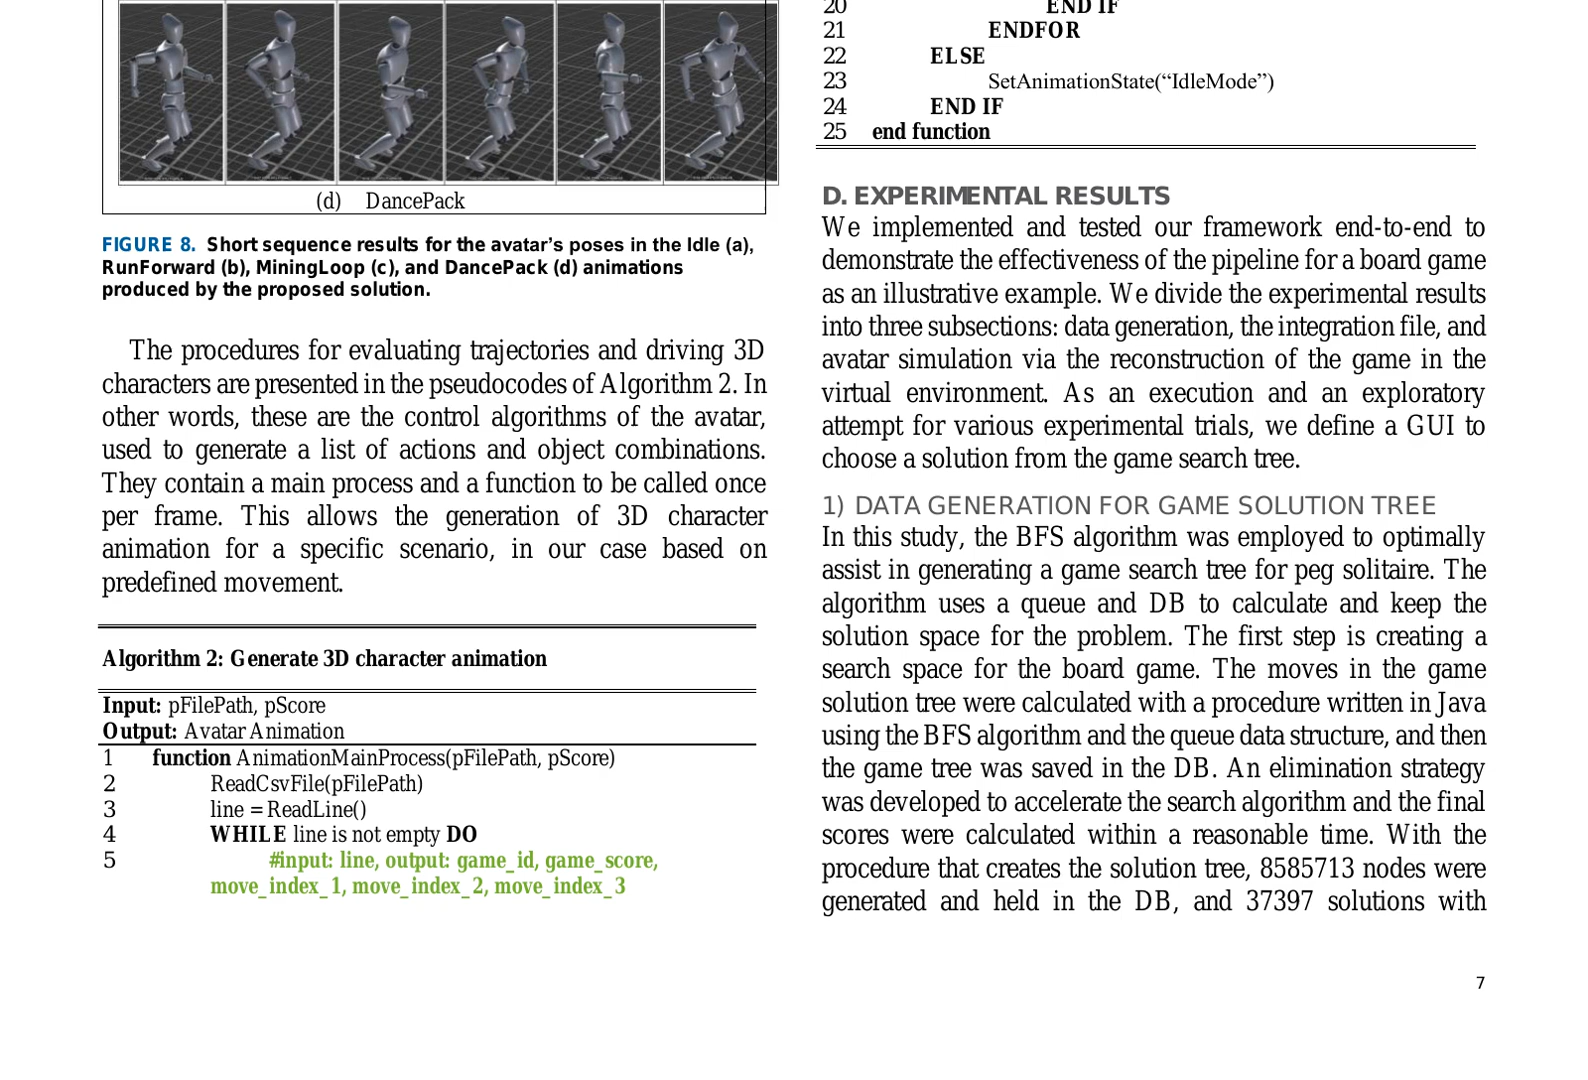 (d) DancePack
FIGURE 8. Short sequence results for the avatar's poses in the Idle (a),
RunForward (b), MiningLoop (c), and DancePack (d) animations
produced by the proposed solution.
The procedures for evaluating trajectories and driving 3D
characters are presented in the pseudocodes of Algorithm 2. In
other words, these are the control algorithms of the avatar,
used to generate a list of actions and object combinations.
They contain a main process and a function to be called once
per frame. This allows the generation of 3D character
animation for a specific scenario, in our case based on
predefined movement.
Algorithm 2: Generate 3D character animation
Input: pFilePath, pScore
Output: Avatar Animation
1 function AnimationMainProcess(pFilePath, pScore)
2 ReadCsvFile(pFilePath)
3 line = ReadLine()
4 WHILE line is not empty DO
5 #input: line, output: game_id, game_score,
move_index_1, move_index_2, move_index_3
20 END IF
21 ENDFOR
22 ELSE
23 SetAnimationState(“IdleMode”)
24 END IF
25 end function
D. EXPERIMENTAL RESULTS
We implemented and tested our framework end-to-end to
demonstrate the effectiveness of the pipeline for a board game
as an illustrative example. We divide the experimental results
into three subsections: data generation, the integration file, and
avatar simulation via the reconstruction of the game in the
virtual environment. As an execution and an exploratory
attempt for various experimental trials, we define a GUI to
choose a solution from the game search tree.
1) DATA GENERATION FOR GAME SOLUTION TREE
In this study, the BFS algorithm was employed to optimally
assist in generating a game search tree for peg solitaire. The
algorithm uses a queue and DB to calculate and keep the
solution space for the problem. The first step is creating a
search space for the board game. The moves in the game
solution tree were calculated with a procedure written in Java
using the BFS algorithm and the queue data structure, and then
the game tree was saved in the DB. An elimination strategy
was developed to accelerate the search algorithm and the final
scores were calculated within a reasonable time. With the
procedure that creates the solution tree, 8585713 nodes were
generated and held in the DB, and 37397 solutions with
7